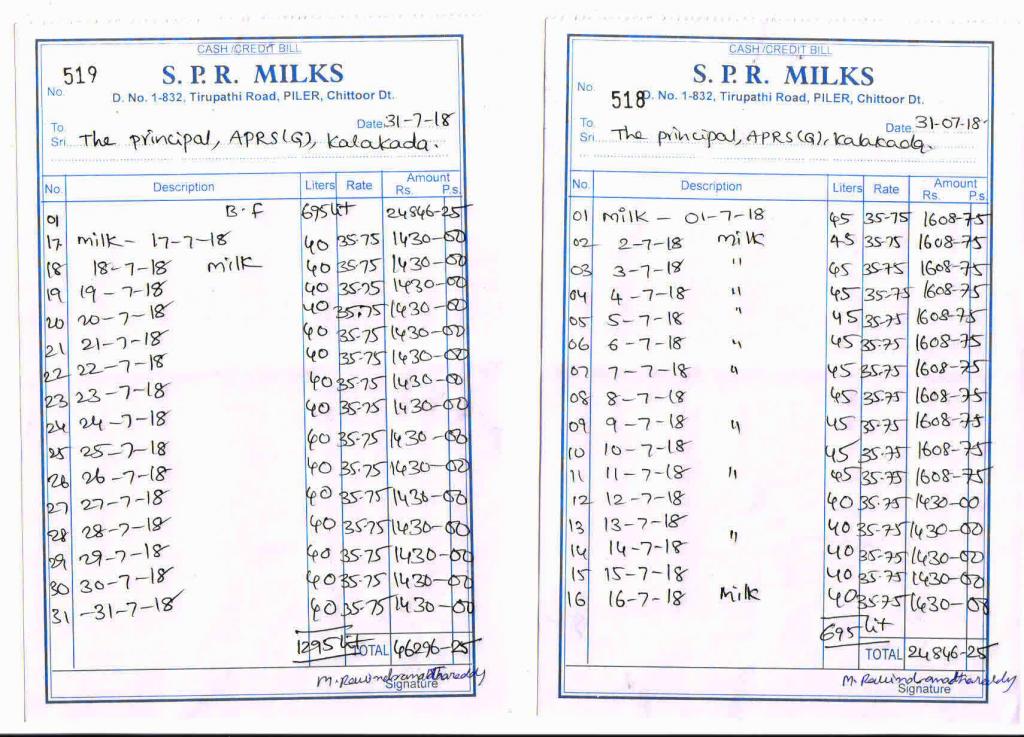 CASH/CREDIT BILL
519
S. P. R. MILKS
No.
D. No. 1-832, Tirupathi Road, PILER, Chittoor Dt.
To. Date 31-7-18
Sri The principal, APRS(G), Kalakada.
No. Description Liters Rate Amount Rs. P.s.
01 B.F 695 lit 24846-25
17 milk - 17-7-18 40 35-75 1430-00
18 18-7-18 milk 40 35-75 1430-00
19 19-7-18 40 35-75 1430-00
20 20-7-18 40 35.75 1430-00
21 21-7-18 40 35-75 1430-00
22 22-7-18 40 35-75 1430-00
23 23-7-18 40 35-75 1430-00
24 24-7-18 40 35-75 1430-00
25 25-7-18 40 35-75 1430-00
26 26-7-18 40 35-75 1430-00
27 27-7-18 40 35-75 1430-00
28 28-7-18 40 35-75 1430-00
29 29-7-18 40 35-75 1430-00
30 30-7-18 40 35-75 1430-00
31 -31-7-18 40 35-75 1430-00
1295 lit TOTAL 46296-25
M. Ravindranadhareddy
Signature
CASH/CREDIT BILL
S. P. R. MILKS
No. 518
D. No. 1-832, Tirupathi Road, PILER, Chittoor Dt.
To. Date 31-07-18
Sri The principal, APRS(G), Kalakada.
No. Description Liters Rate Amount Rs. P.s.
01 milk - 01-7-18 45 35-75 1608-75
02 2-7-18 milk 45 35-75 1608-75
03 3-7-18 " 45 35-75 1608-75
04 4-7-18 " 45 35-75 1608-75
05 5-7-18 " 45 35-75 1608-75
06 6-7-18 " 45 35-75 1608-75
07 7-7-18 " 45 35-75 1608-75
08 8-7-18 45 35-75 1608-75
09 9-7-18 " 45 35-75 1608-75
10 10-7-18 45 35-75 1608-75
11 11-7-18 " 45 35-75 1608-75
12 12-7-18 40 35-75 1430-00
13 13-7-18 " 40 35-75 1430-00
14 14-7-18 40 35-75 1430-00
15 15-7-18 40 35-75 1430-00
16 16-7-18 milk 40 35-75 1430-00
695 lit
TOTAL 24846-25
M. Ravindranadhareddy
Signature